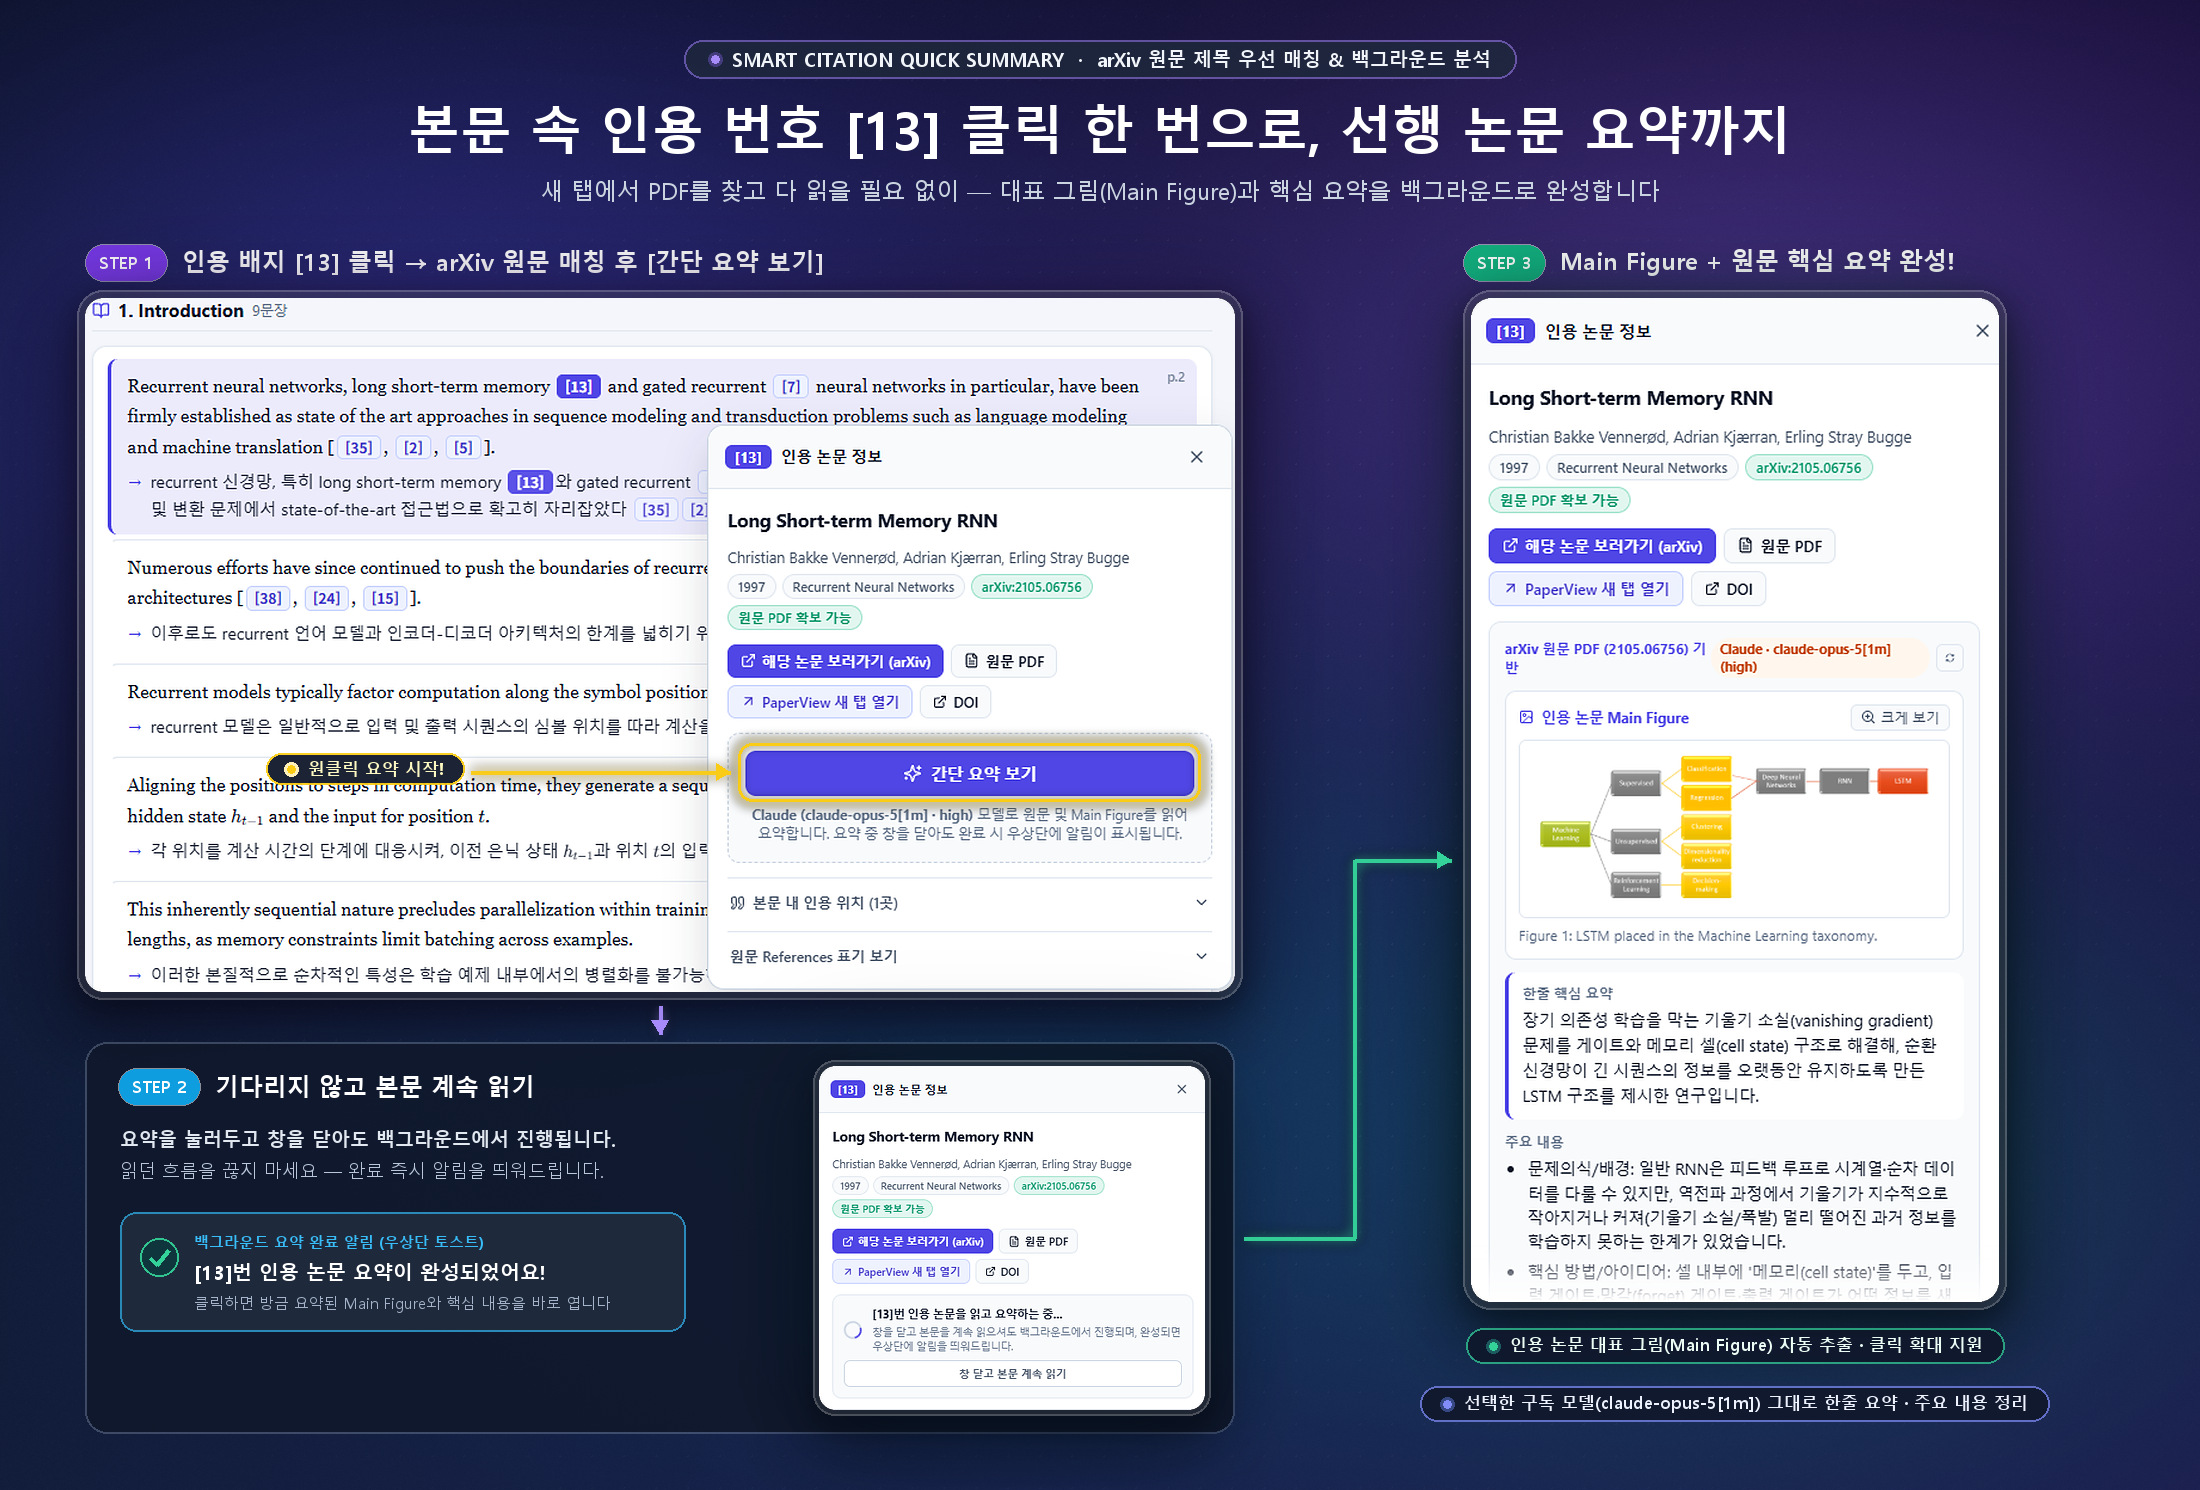 SMART CITATION QUICK SUMMARY · arXiv 원문 제목 우선 매칭 & 백그라운드 분석
본문 속 인용 번호 [13] 클릭 한 번으로, 선행 논문 요약까지
새 탭에서 PDF를 찾고 다 읽을 필요 없이 — 대표 그림(Main Figure)과 핵심 요약을 백그라운드로 완성합니다
STEP 1 인용 배지 [13] 클릭 → arXiv 원문 매칭 후 [간단 요약 보기]
1. Introduction 9문장
Recurrent neural networks, long short-term memory [13] and gated recurrent [7] neural networks in particular, have been
p.2
firmly established as state of the art approaches in sequence modeling and transduction problems such as language modeling
and machine translation [ [35] , [2] , [5] ].
→ recurrent 신경망, 특히 long short-term memory [13] 와 gated recurrent
및 변환 문제에서 state-of-the-art 접근법으로 확고히 자리잡았다 [35] [2]
Numerous efforts have since continued to push the boundaries of recurre
architectures [ [38] , [24] , [15] ].
→ 이후로도 recurrent 언어 모델과 인코더-디코더 아키텍처의 한계를 넓히기 위
Recurrent models typically factor computation along the symbol position
→ recurrent 모델은 일반적으로 입력 및 출력 시퀀스의 심볼 위치를 따라 계산을
원클릭 요약 시작!
Aligning the positions to steps in computation time, they generate a sequ
hidden state h_{t−1} and the input for position t.
→ 각 위치를 계산 시간의 단계에 대응시켜, 이전 은닉 상태 h_{t−1}과 위치 t의 입력
This inherently sequential nature precludes parallelization within trainin
lengths, as memory constraints limit batching across examples.
→ 이러한 본질적으로 순차적인 특성은 학습 예제 내부에서의 병렬화를 불가능
[13] 인용 논문 정보
Long Short-term Memory RNN
Christian Bakke Vennerød, Adrian Kjærran, Erling Stray Bugge
1997 Recurrent Neural Networks arXiv:2105.06756
원문 PDF 확보 가능
해당 논문 보러가기 (arXiv) 원문 PDF
PaperView 새 탭 열기 DOI
간단 요약 보기
Claude (claude-opus-5[1m] · high) 모델로 원문 및 Main Figure를 읽어
요약합니다. 요약 중 창을 닫아도 완료 시 우상단에 알림이 표시됩니다.
본문 내 인용 위치 (1곳)
원문 References 표기 보기
STEP 2 기다리지 않고 본문 계속 읽기
요약을 눌러두고 창을 닫아도 백그라운드에서 진행됩니다.
읽던 흐름을 끊지 마세요 — 완료 즉시 알림을 띄워드립니다.
백그라운드 요약 완료 알림 (우상단 토스트)
[13]번 인용 논문 요약이 완성되었어요!
클릭하면 방금 요약된 Main Figure와 핵심 내용을 바로 엽니다
[13] 인용 논문 정보
Long Short-term Memory RNN
Christian Bakke Vennerød, Adrian Kjærran, Erling Stray Bugge
1997 Recurrent Neural Networks arXiv:2105.06756
원문 PDF 확보 가능
해당 논문 보러가기 (arXiv) 원문 PDF
PaperView 새 탭 열기 DOI
[13]번 인용 논문을 읽고 요약하는 중...
창을 닫고 본문을 계속 읽으셔도 백그라운드에서 진행되며, 완성되면
우상단에 알림을 띄워드립니다.
창 닫고 본문 계속 읽기
STEP 3 Main Figure + 원문 핵심 요약 완성!
[13] 인용 논문 정보
Long Short-term Memory RNN
Christian Bakke Vennerød, Adrian Kjærran, Erling Stray Bugge
1997 Recurrent Neural Networks arXiv:2105.06756
원문 PDF 확보 가능
해당 논문 보러가기 (arXiv) 원문 PDF
PaperView 새 탭 열기 DOI
arXiv 원문 PDF (2105.06756) 기
반
Claude · claude-opus-5[1m]
(high)
인용 논문 Main Figure 크게 보기
Machine
Learning
Supervised
Unsupervised
Reinforcement
Learning
Classification
Regression
Clustering
Dimensionality
reduction
Decision-
making
Deep Neural
Networks
RNN
LSTM
Figure 1: LSTM placed in the Machine Learning taxonomy.
한줄 핵심 요약
장기 의존성 학습을 막는 기울기 소실(vanishing gradient)
문제를 게이트와 메모리 셀(cell state) 구조로 해결해, 순환
신경망이 긴 시퀀스의 정보를 오랫동안 유지하도록 만든
LSTM 구조를 제시한 연구입니다.
주요 내용
• 문제의식/배경: 일반 RNN은 피드백 루프로 시계열·순차 데이
터를 다룰 수 있지만, 역전파 과정에서 기울기가 지수적으로
작아지거나 커져(기울기 소실/폭발) 멀리 떨어진 과거 정보를
학습하지 못하는 한계가 있었습니다.
• 핵심 방법/아이디어: 셀 내부에 '메모리(cell state)'를 두고, 입
력 게이트·망각(forget) 게이트·출력 게이트가 어떤 정보를 새
인용 논문 대표 그림(Main Figure) 자동 추출 · 클릭 확대 지원
선택한 구독 모델(claude-opus-5[1m]) 그대로 한줄 요약 · 주요 내용 정리